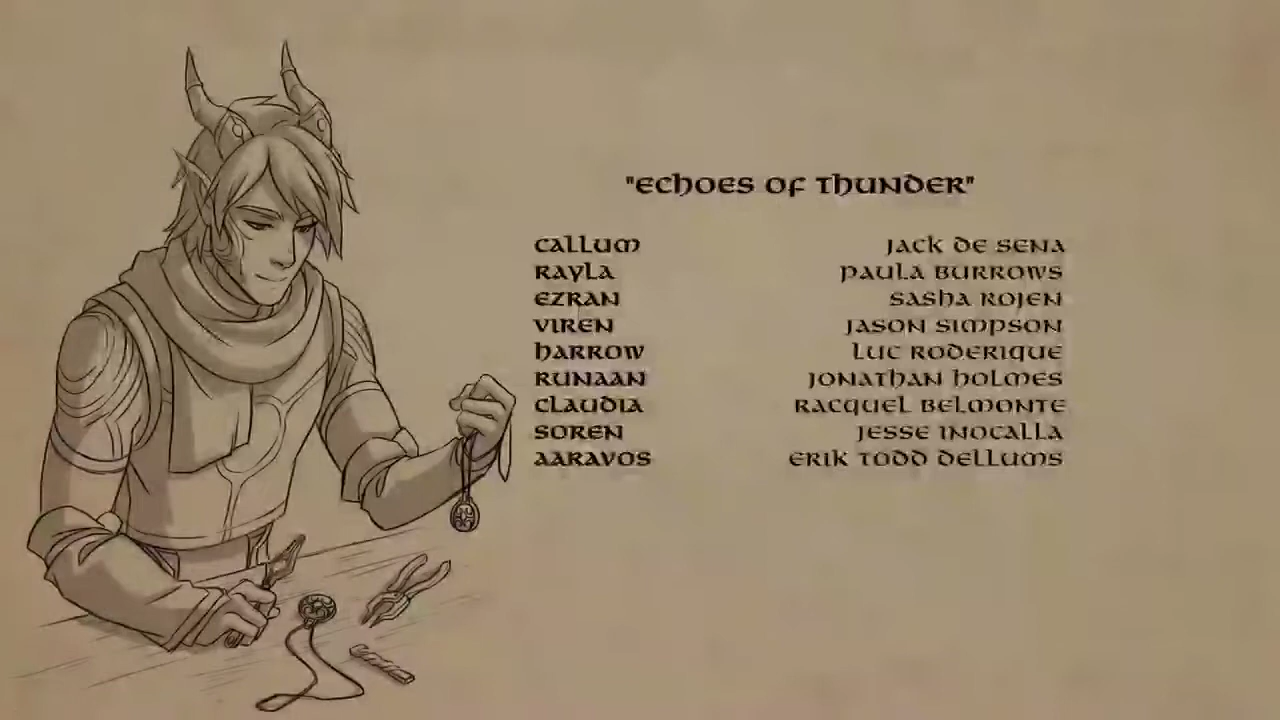 "ECHOES OF THUNDER"
CALLUM JACK DE SENA
RAYLA PAULA BURROWS
EZRAN SASHA ROJEN
VIREN JASON SIMPSON
HARROW LUC RODERIQUE
RUNAAN JONATHAN HOLMES
CLAUDIA RACQUEL BELMONTE
SOREN JESSE INOCALLA
AARAVOS ERIK TODD DELLUMS